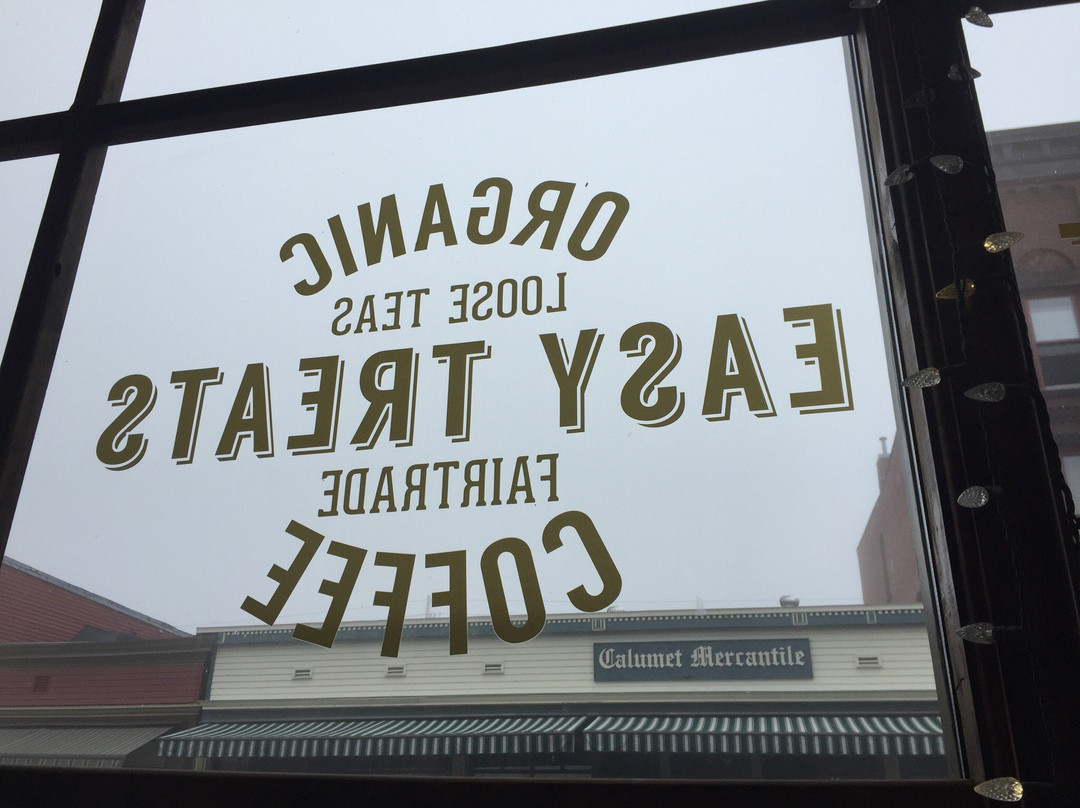 ORGANIC
LOOSE TEAS
EASY TREATS
FAIRTRADE
COFFEE
Calumet Mercantile